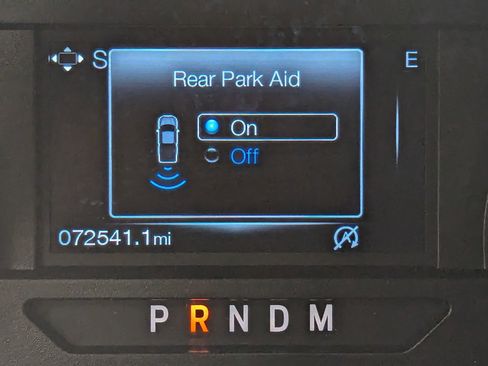 S E
Rear Park Aid
On
Off
072541.1mi
P R N D M